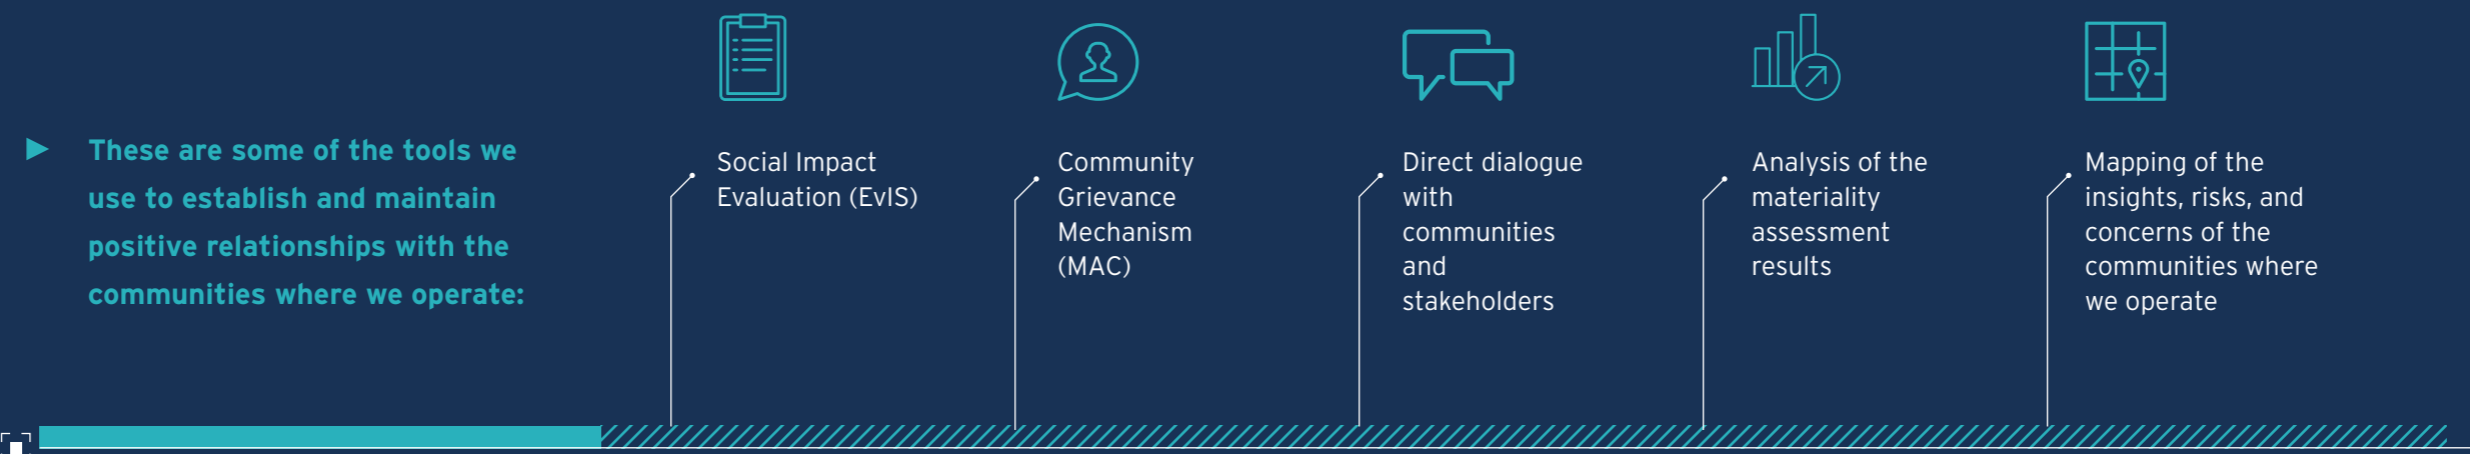 These are some of the tools we
use to establish and maintain
positive relationships with the
communities where we operate:
Social Impact
Evaluation (EvIS)
Community
Grievance
Mechanism
(MAC)
Direct dialogue
with
communities
and
stakeholders
Analysis of the
materiality
assessment
results
Mapping of the
insights, risks, and
concerns of the
communities where
we operate